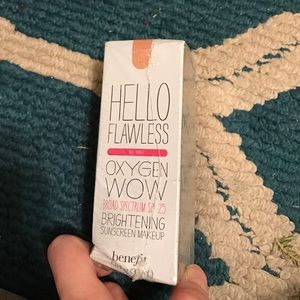 HELLO
FLAWLESS
OXYGEN
WOW
BROAD SPECTRUM SPF 25
BRIGHTENING
SUNSCREEN MAKEUP
benefit